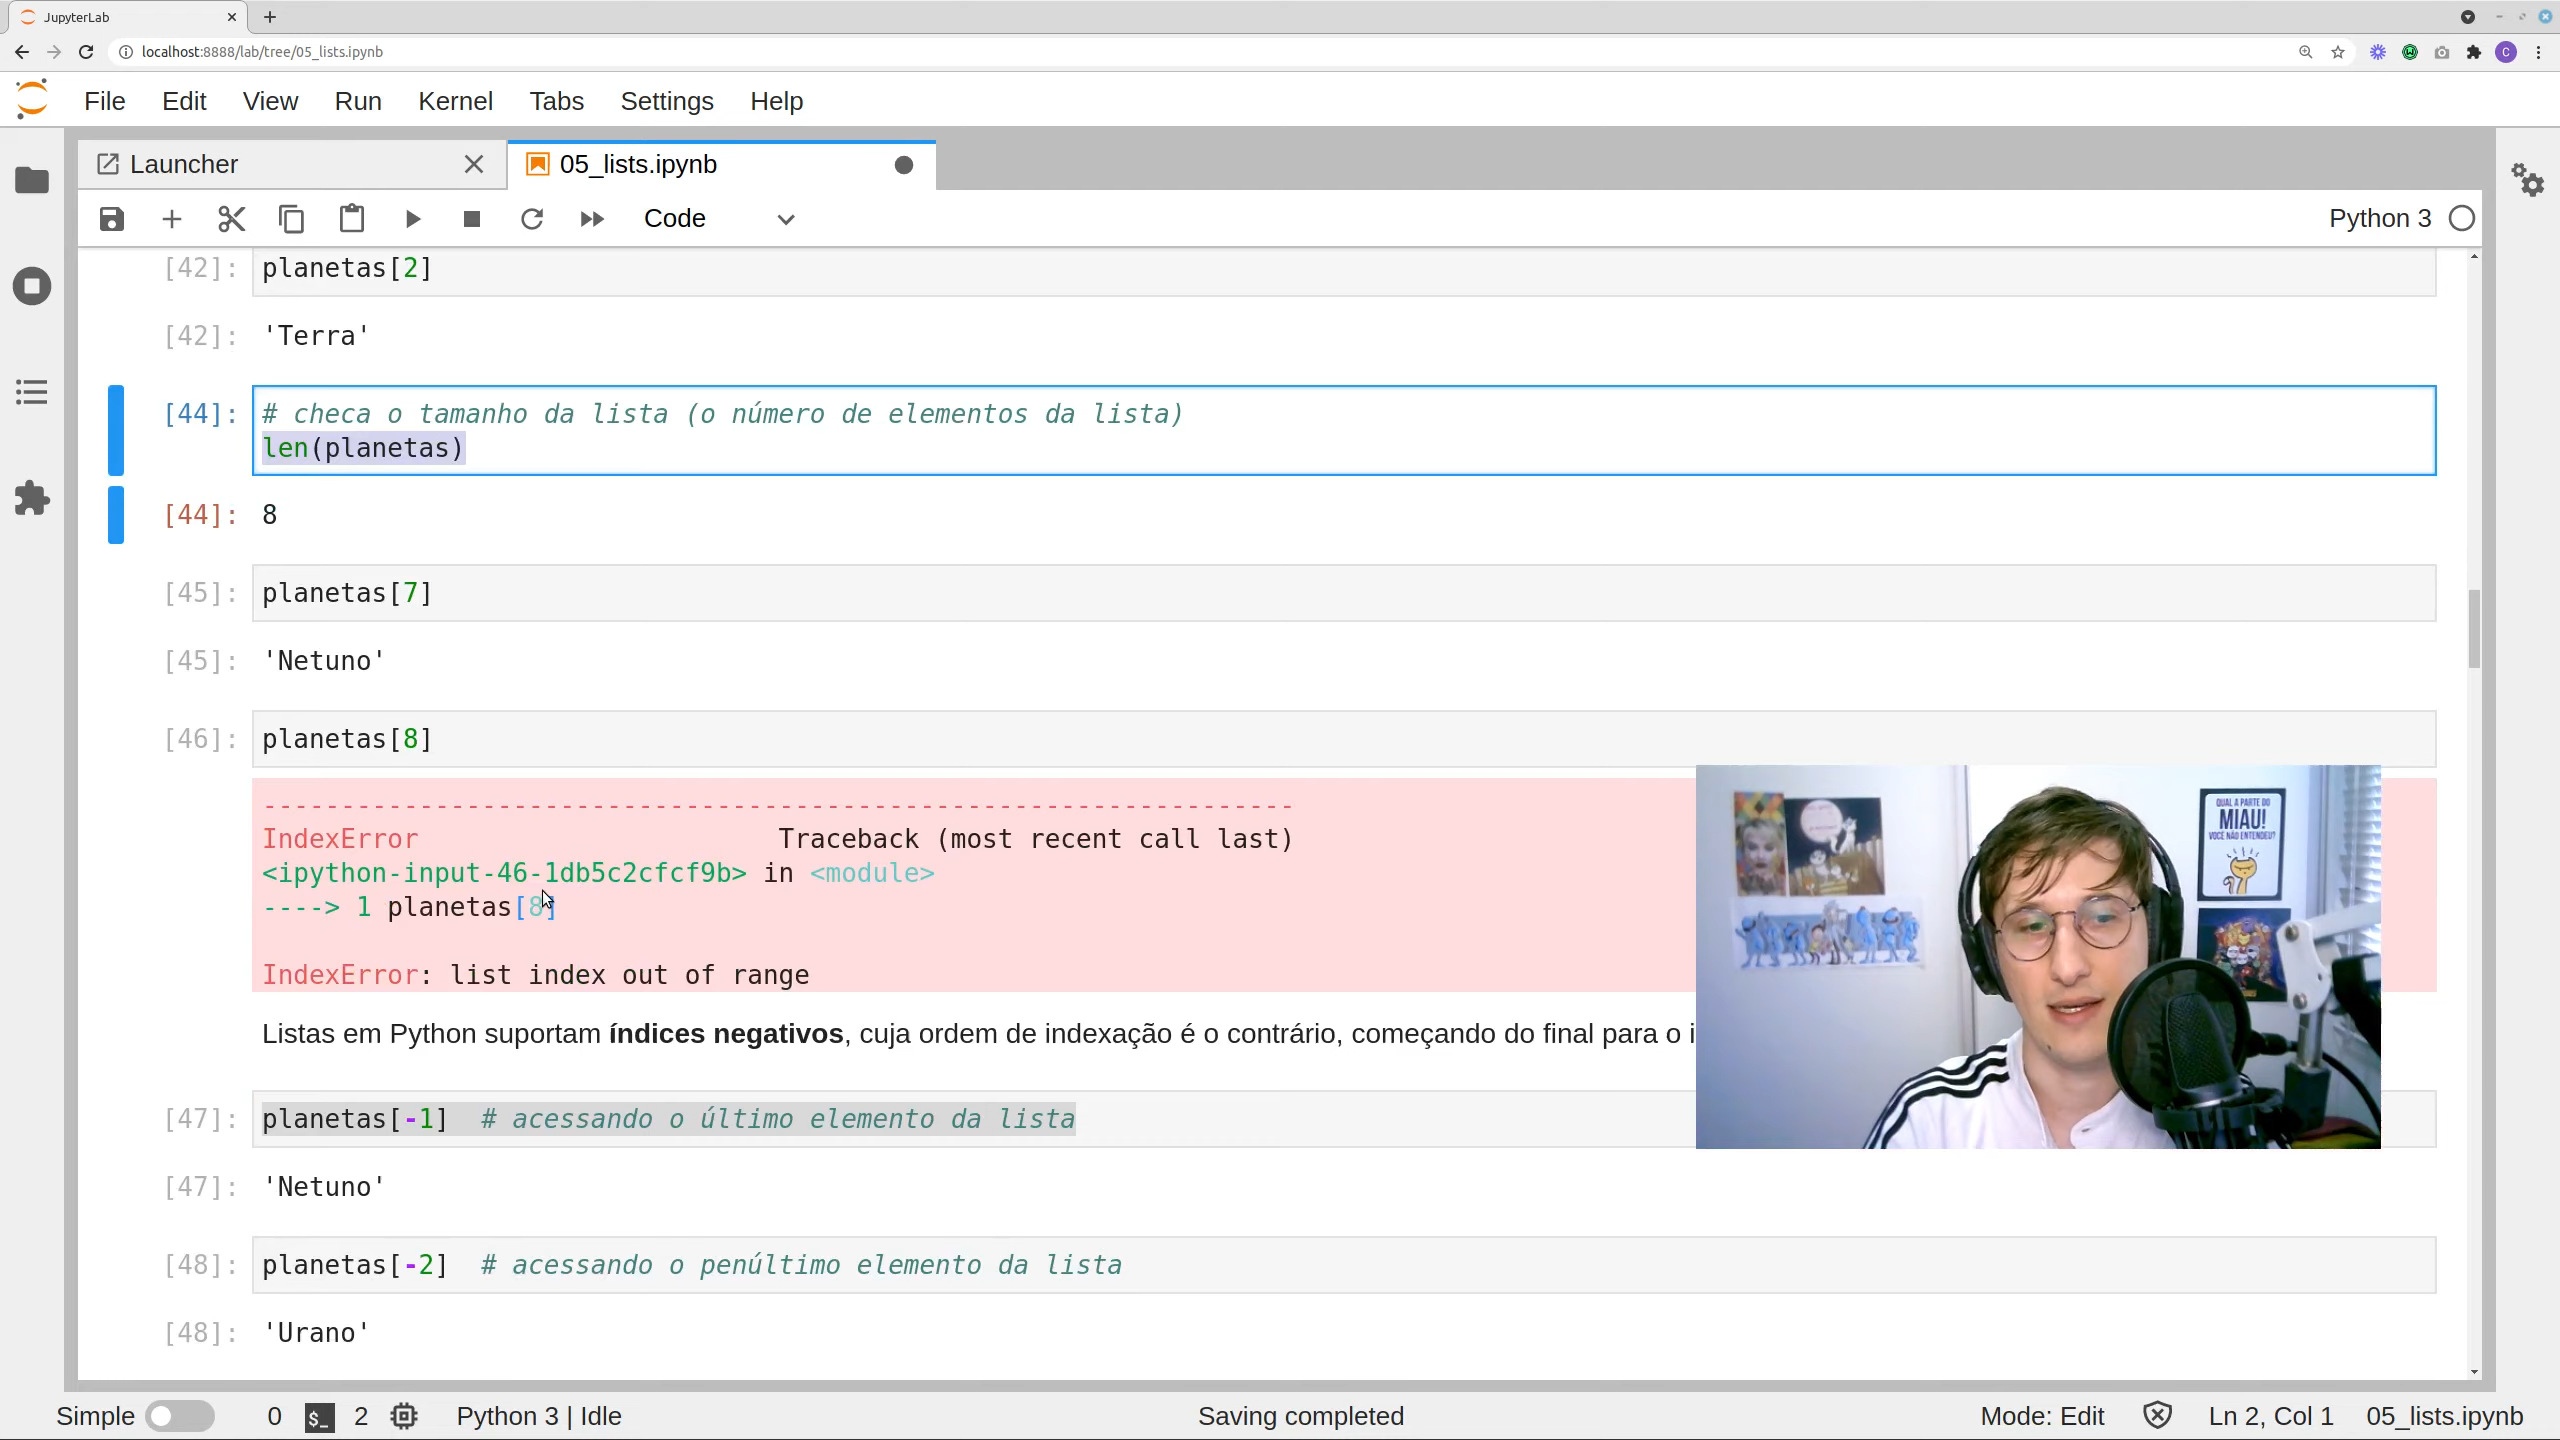 JupyterLab
localhost:8888/lab/tree/05_lists.ipynb
C
File Edit View Run Kernel Tabs Settings Help
Launcher
05_lists.ipynb
Code
Python 3
[42]: planetas[2]
[42]: 'Terra'
[44]: # checa o tamanho da lista (o número de elementos da lista)
len(planetas)
[44]: 8
[45]: planetas[7]
[45]: 'Netuno'
[46]: planetas[8]
---------------------------------------------------------------------------
IndexError Traceback (most recent call last)
<ipython-input-46-1db5c2cfcf9b> in <module>
----> 1 planetas[8]
IndexError: list index out of range
Listas em Python suportam índices negativos, cuja ordem de indexação é o contrário, começando do final para o i
[47]: planetas[-1] # acessando o último elemento da lista
[47]: 'Netuno'
[48]: planetas[-2] # acessando o penúltimo elemento da lista
[48]: 'Urano'
QUAL A PARTE DO
MIAU!
VOCÊ NÃO ENTENDEU?
Simple 0 $_ 2 Python 3 | Idle Saving completed Mode: Edit Ln 2, Col 1 05_lists.ipynb